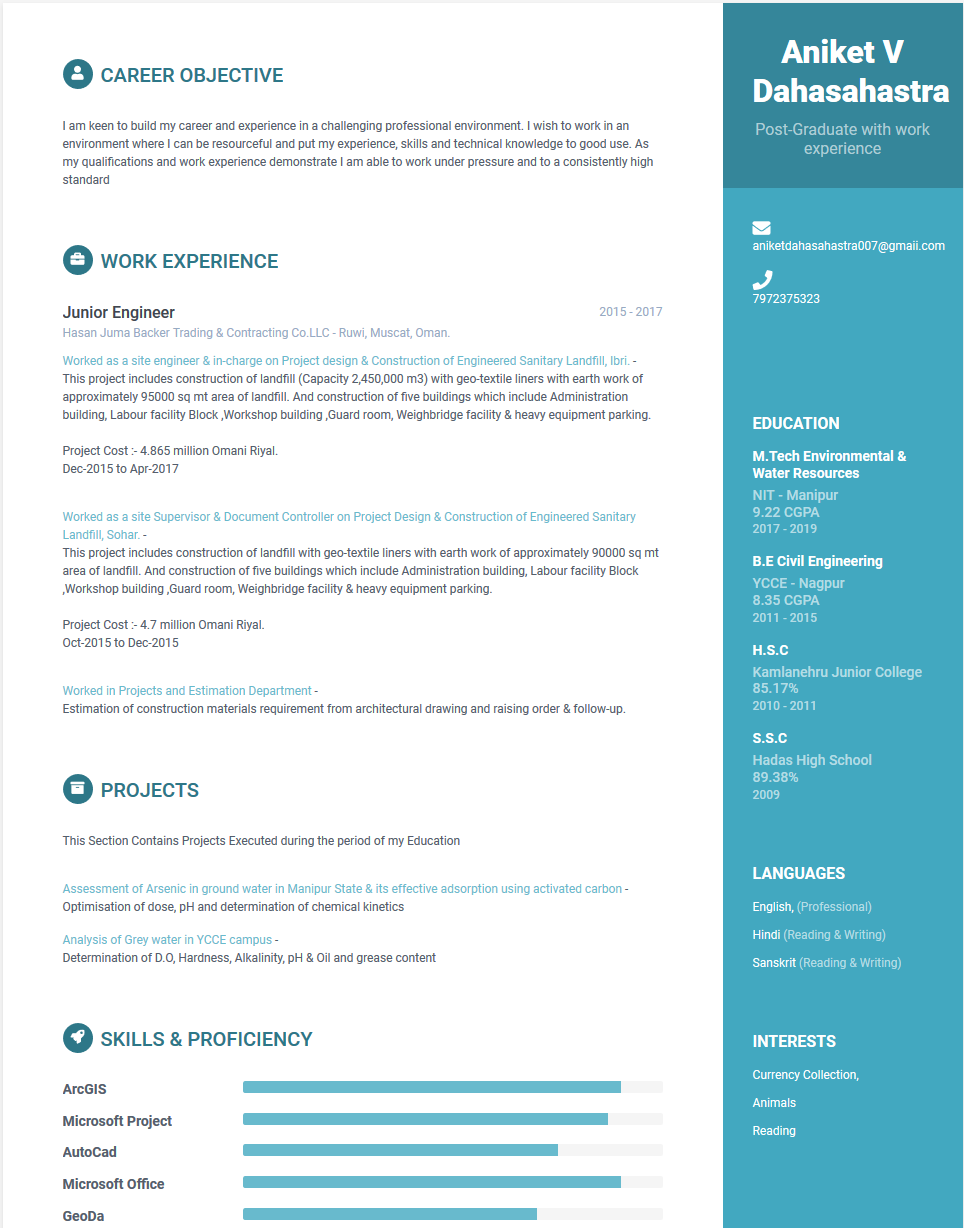 CAREER OBJECTIVE
I am keen to build my career and experience in a challenging professional environment. I wish to work in an
environment where I can be resourceful and put my experience, skills and technical knowledge to good use. As
my qualifications and work experience demonstrate I am able to work under pressure and to a consistently high
standard
WORK EXPERIENCE
Junior Engineer
2015 - 2017
Hasan Juma Backer Trading & Contracting Co.LLC - Ruwi, Muscat, Oman.
Worked as a site engineer & in-charge on Project design & Construction of Engineered Sanitary Landfill, Ibri. -
This project includes construction of landfill (Capacity 2,450,000 m3) with geo-textile liners with earth work of
approximately 95000 sq mt area of landfill. And construction of five buildings which include Administration
building, Labour facility Block ,Workshop building ,Guard room, Weighbridge facility & heavy equipment parking.
Project Cost :- 4.865 million Omani Riyal.
Dec-2015 to Apr-2017
Worked as a site Supervisor & Document Controller on Project Design & Construction of Engineered Sanitary
Landfill, Sohar. -
This project includes construction of landfill with geo-textile liners with earth work of approximately 90000 sq mt
area of landfill. And construction of five buildings which include Administration building, Labour facility Block
,Workshop building ,Guard room, Weighbridge facility & heavy equipment parking.
Project Cost :- 4.7 million Omani Riyal.
Oct-2015 to Dec-2015
Worked in Projects and Estimation Department -
Estimation of construction materials requirement from architectural drawing and raising order & follow-up.
PROJECTS
This Section Contains Projects Executed during the period of my Education
Assessment of Arsenic in ground water in Manipur State & its effective adsorption using activated carbon -
Optimisation of dose, pH and determination of chemical kinetics
Analysis of Grey water in YCCE campus -
Determination of D.O, Hardness, Alkalinity, pH & Oil and grease content
SKILLS & PROFICIENCY
ArcGIS
Microsoft Project
AutoCad
Microsoft Office
GeoDa
Aniket V
Dahasahastra
Post-Graduate with work
experience
aniketdahasahastra007@gmaii.com
7972375323
EDUCATION
M.Tech Environmental &
Water Resources
NIT - Manipur
9.22 CGPA
2017 - 2019
B.E Civil Engineering
YCCE - Nagpur
8.35 CGPA
2011 - 2015
H.S.C
Kamlanehru Junior College
85.17%
2010 - 2011
S.S.C
Hadas High School
89.38%
2009
LANGUAGES
English, (Professional)
Hindi (Reading & Writing)
Sanskrit (Reading & Writing)
INTERESTS
Currency Collection,
Animals
Reading